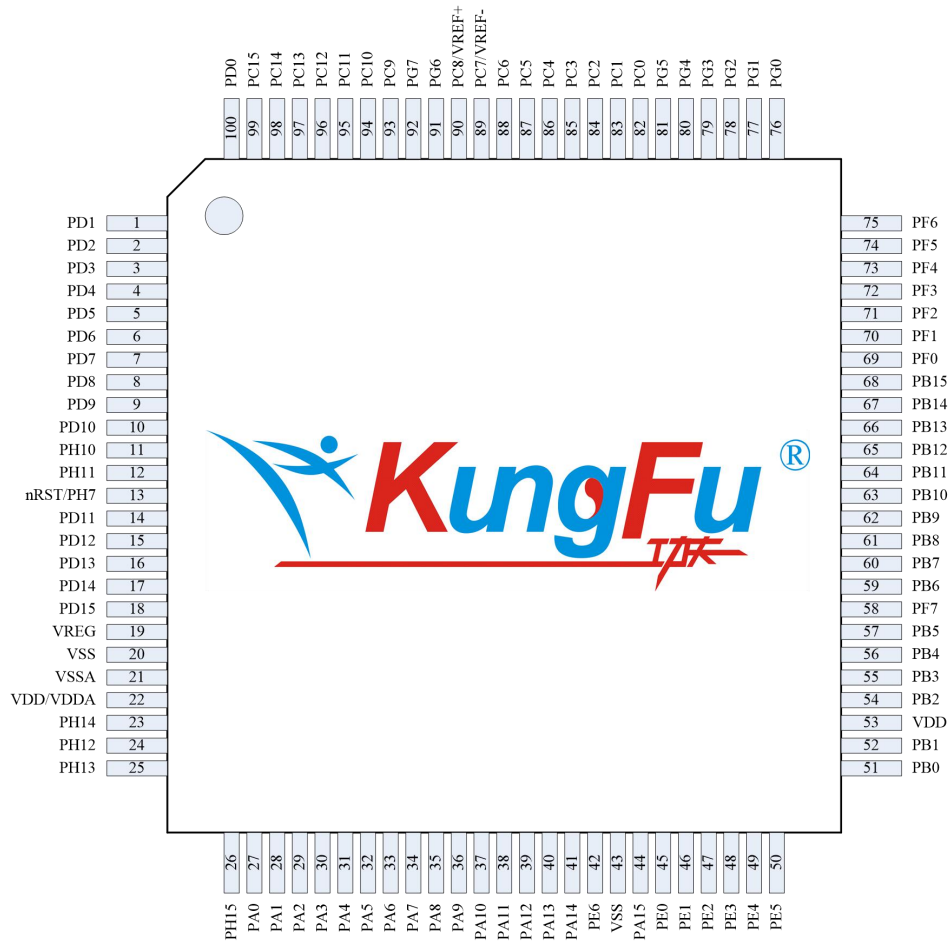 PD0 PC15 PC14 PC13 PC12 PC11 PC10 PC9 PG7 PG6 PC8/VREF+ PC7/VREF- PC6 PC5 PC4 PC3 PC2 PC1 PC0 PG5 PG4 PG3 PG2 PG1 PG0
100 99 98 97 96 95 94 93 92 91 90 89 88 87 86 85 84 83 82 81 80 79 78 77 76
PD1 1
PD2 2
PD3 3
PD4 4
PD5 5
PD6 6
PD7 7
PD8 8
PD9 9
PD10 10
PH10 11
PH11 12
nRST/PH7 13
PD11 14
PD12 15
PD13 16
PD14 17
PD15 18
VREG 19
VSS 20
VSSA 21
VDD/VDDA 22
PH14 23
PH12 24
PH13 25
KungFu ®
功夫
75 PF6
74 PF5
73 PF4
72 PF3
71 PF2
70 PF1
69 PF0
68 PB15
67 PB14
66 PB13
65 PB12
64 PB11
63 PB10
62 PB9
61 PB8
60 PB7
59 PB6
58 PF7
57 PB5
56 PB4
55 PB3
54 PB2
53 VDD
52 PB1
51 PB0
26 27 28 29 30 31 32 33 34 35 36 37 38 39 40 41 42 43 44 45 46 47 48 49 50
PH15 PA0 PA1 PA2 PA3 PA4 PA5 PA6 PA7 PA8 PA9 PA10 PA11 PA12 PA13 PA14 PE6 VSS PA15 PE0 PE1 PE2 PE3 PE4 PE5